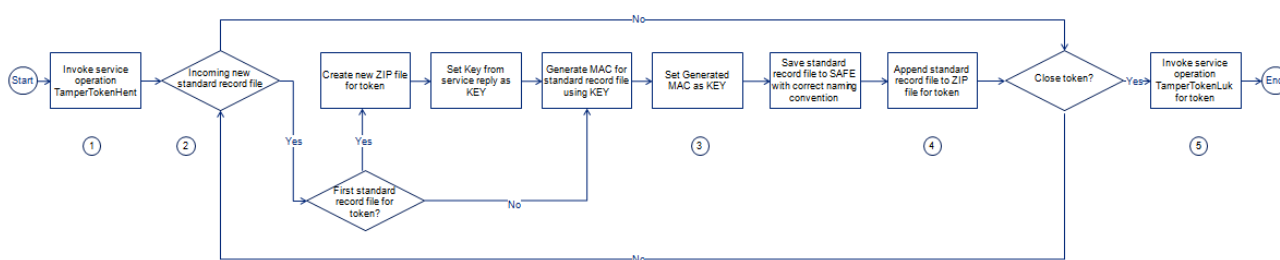 No
Start
Invoke service
operation
TamperTokenHent
Incoming new
standard record file
Create new ZIP file
for token
Set Key from
service reply as
KEY
Generate MAC for
standard record file
using KEY
Set Generated
MAC as KEY
Save standard
record file to SAFE
with correct naming
convention
Append standard
record file to ZIP
file for token
Close token?
Yes
Invoke service
operation
TamperTokenLuk
for token
End
1
2
Yes
Yes
3
4
5
First standard
record file for
token?
No
No